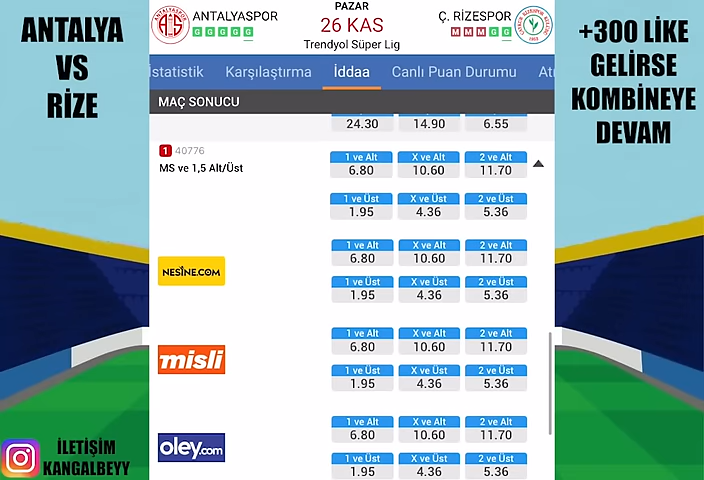 ANTALYA
VS
RİZE
ANTALYASPOR
G G G G G
PAZAR
26 KAS
Trendyol Süper Lig
Ç. RİZESPOR
M M M G G
+300 LİKE
GELİRSE
KOMBİNEYE
DEVAM
istatistik Karşılaştırma İddaa Canlı Puan Durumu
MAÇ SONUCU
24.30 14.90 6.55
1 40776
MS ve 1,5 Alt/Üst
1 ve Alt X ve Alt 2 ve Alt
6.80 10.60 11.70
1 ve Üst X ve Üst 2 ve Üst
1.95 4.36 5.36
NESİNE.COM
1 ve Alt X ve Alt 2 ve Alt
6.80 10.60 11.70
1 ve Üst X ve Üst 2 ve Üst
1.95 4.36 5.36
misli
1 ve Alt X ve Alt 2 ve Alt
6.80 10.60 11.70
1 ve Üst X ve Üst 2 ve Üst
1.95 4.36 5.36
oley.com
1 ve Alt X ve Alt 2 ve Alt
6.80 10.60 11.70
1 ve Üst X ve Üst 2 ve Üst
1.95 4.36 5.36
İLETİŞİM
KANGALBEYY